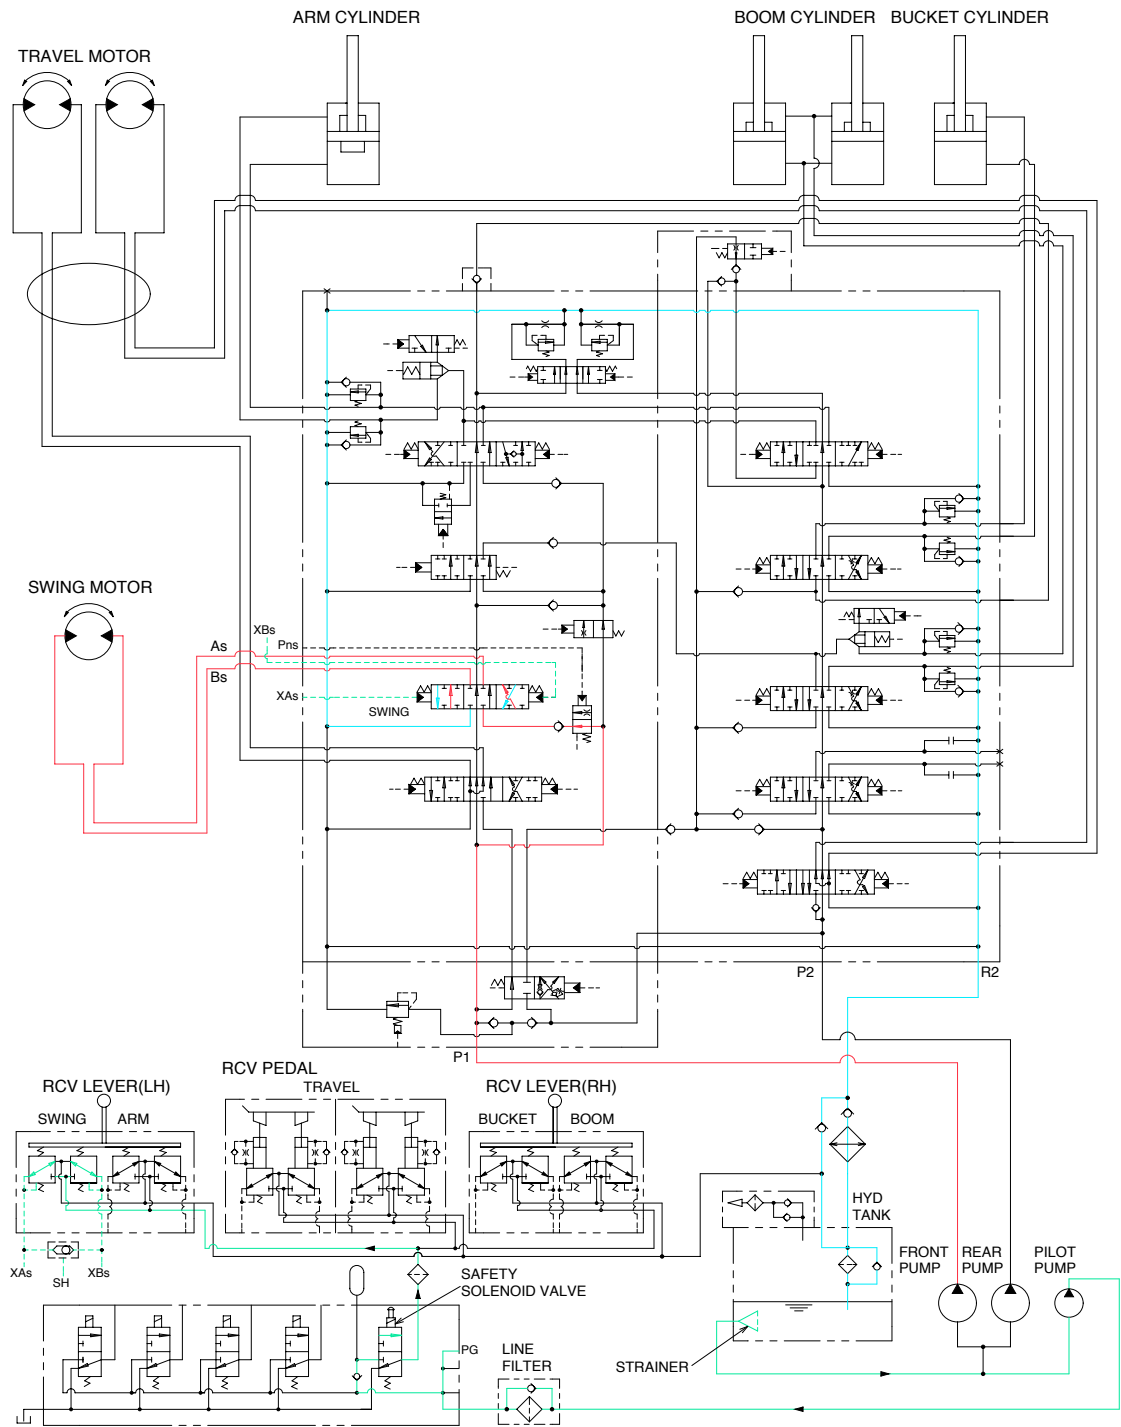 ARM CYLINDER
BOOM CYLINDER
BUCKET CYLINDER
TRAVEL MOTOR
SWING MOTOR
XBs
Pns
As
Bs
XAs
SWING
P2
R2
P1
RCV LEVER(LH)
SWING
ARM
RCV PEDAL
TRAVEL
RCV LEVER(RH)
BUCKET
BOOM
HYD
TANK
FRONT
PUMP
REAR
PUMP
PILOT
PUMP
XAs
SH
XBs
SAFETY
SOLENOID VALVE
PG
LINE
FILTER
STRAINER